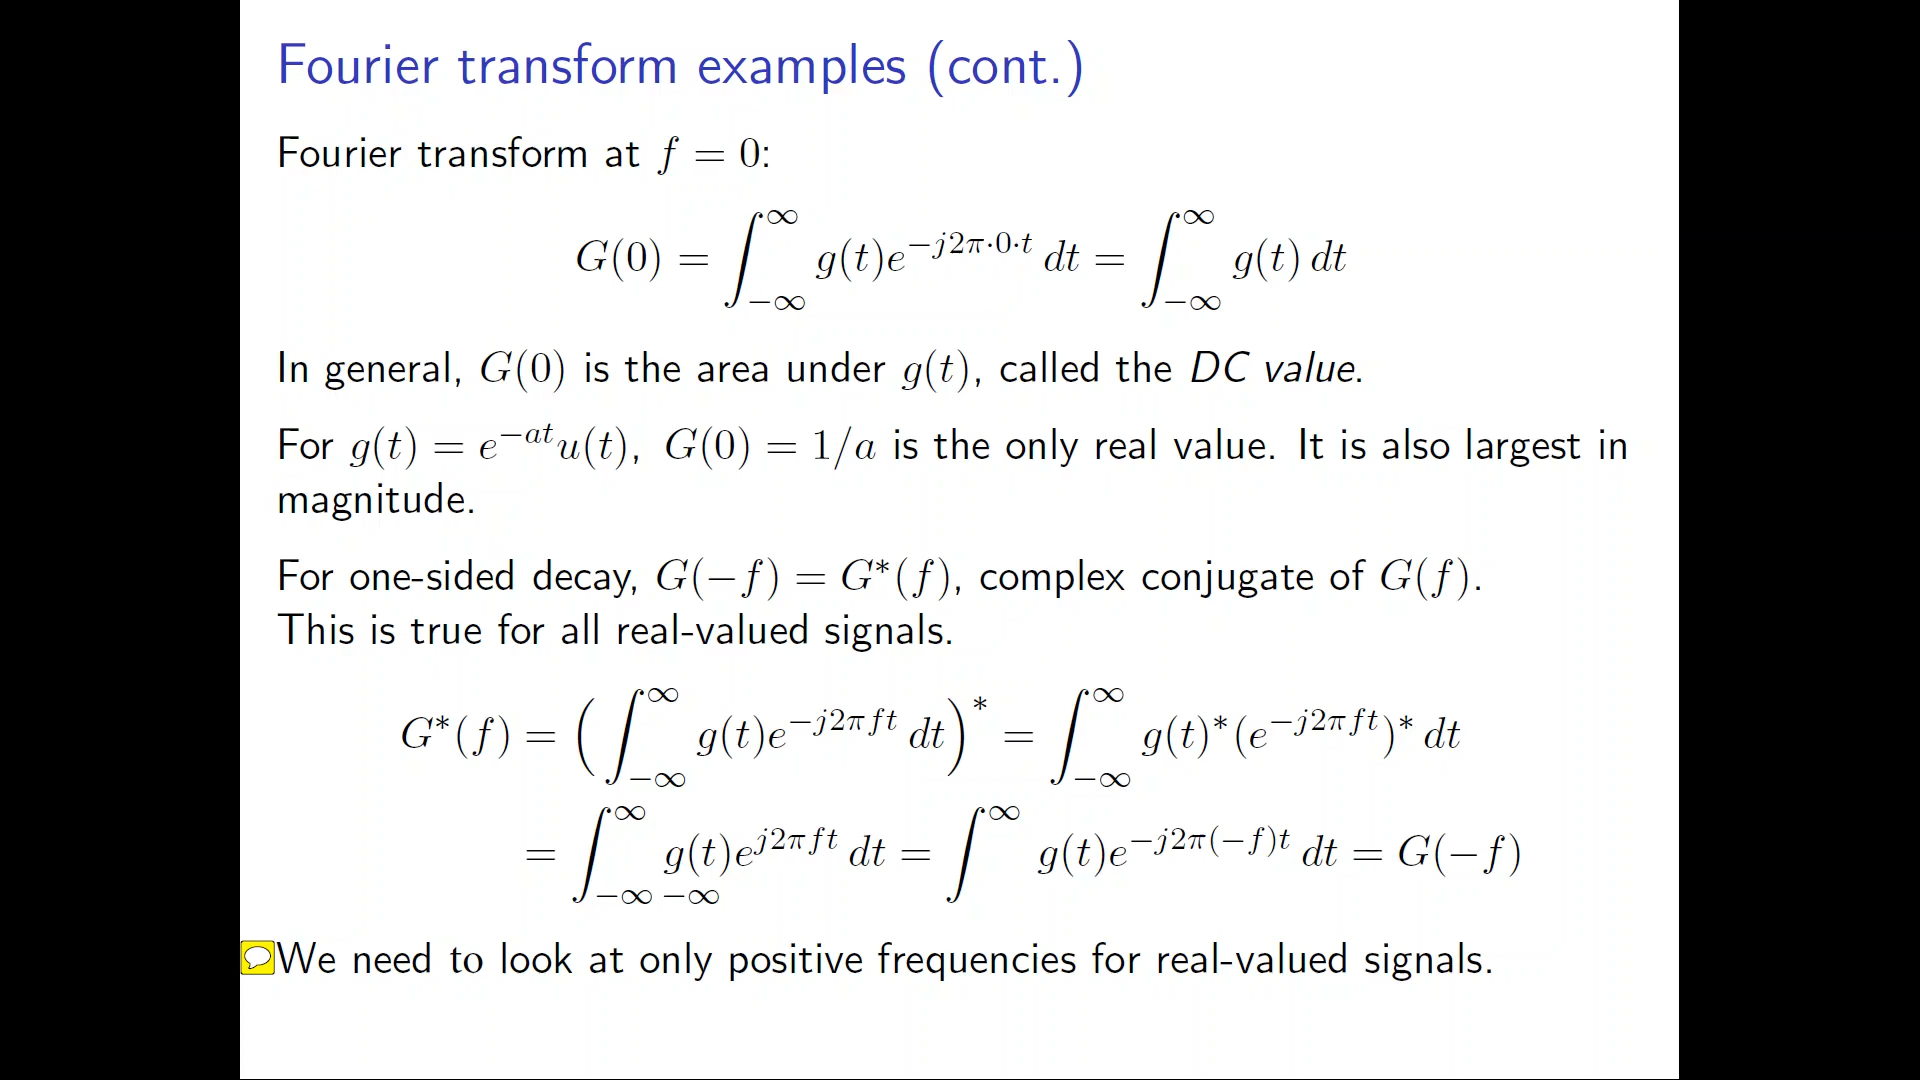 Fourier transform examples (cont.)
Fourier transform at f = 0:
G(0) = ∫_{−∞}^{∞} g(t)e^{−j2π·0·t} dt = ∫_{−∞}^{∞} g(t) dt
In general, G(0) is the area under g(t), called the DC value.
For g(t) = e^{−at}u(t), G(0) = 1/a is the only real value. It is also largest in
magnitude.
For one-sided decay, G(−f) = G*(f), complex conjugate of G(f).
This is true for all real-valued signals.
G*(f) = (∫_{−∞}^{∞} g(t)e^{−j2πft} dt)^* = ∫_{−∞}^{∞} g(t)*(e^{−j2πft})* dt
= ∫_{−∞ −∞}^{∞} g(t)e^{j2πft} dt = ∫^{∞} g(t)e^{−j2π(−f)t} dt = G(−f)
We need to look at only positive frequencies for real-valued signals.